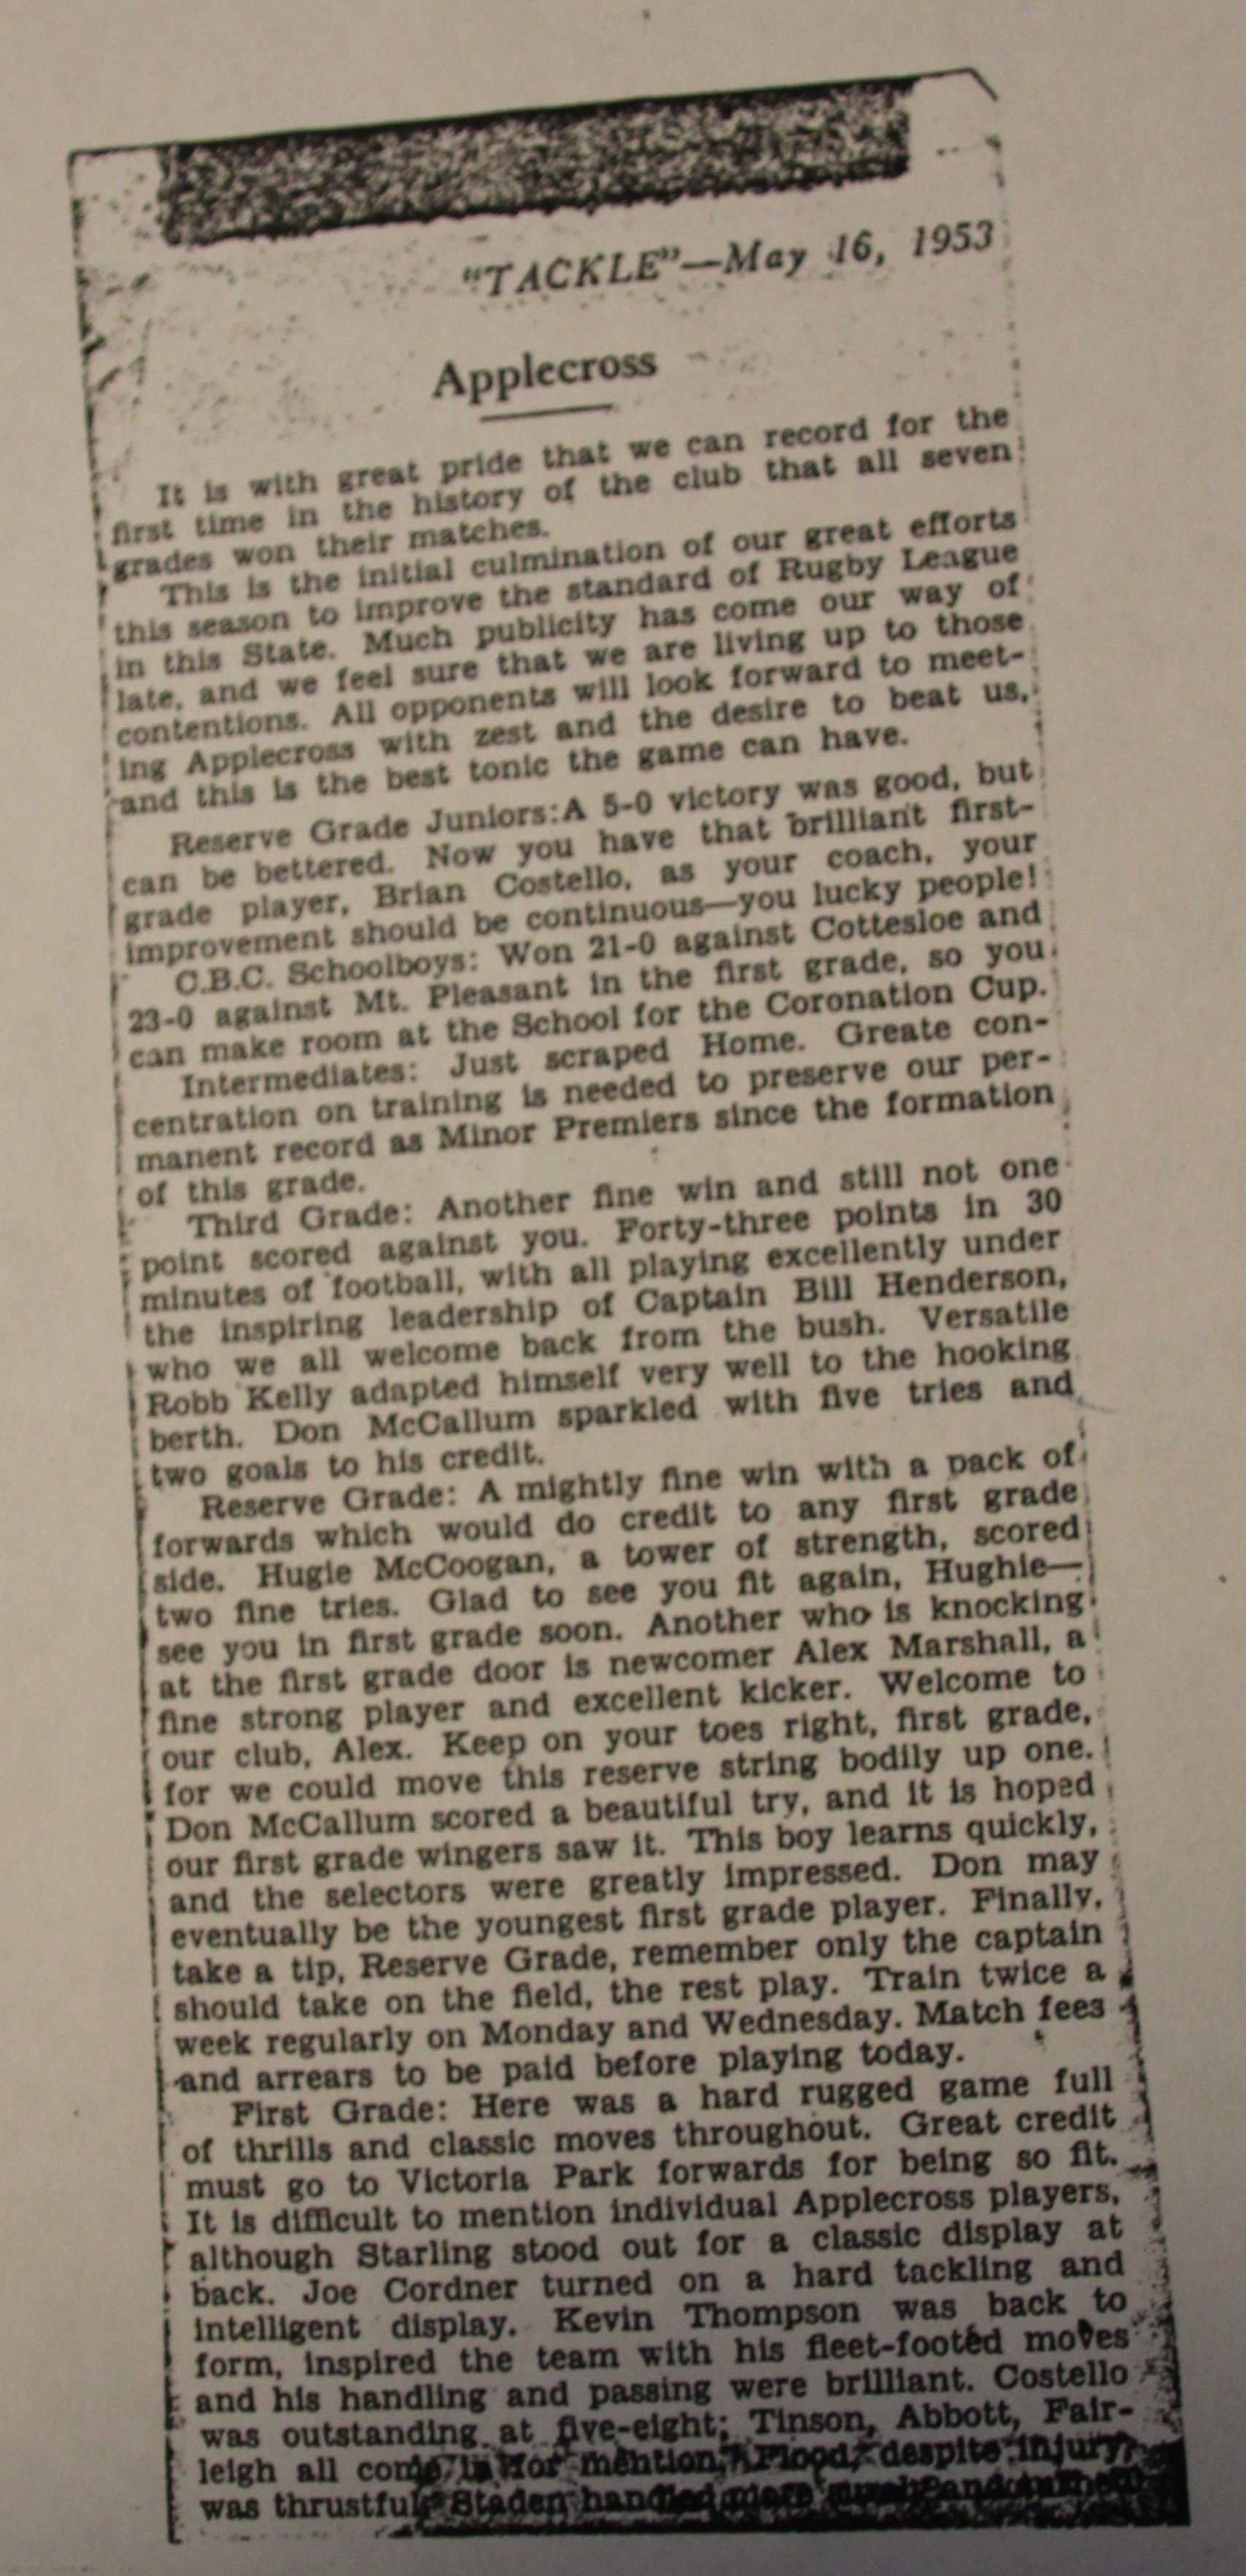 "TACKLE"—May 16, 1953
Applecross
It is with great pride that we can record for the
first time in the history of the club that all seven
grades won their matches.
This is the initial culmination of our great efforts
this season to improve the standard of Rugby League
in this State. Much publicity has come our way of
late, and we feel sure that we are living up to those
contentions. All opponents will look forward to meet-
ing Applecross with zest and the desire to beat us,
and this is the best tonic the game can have.
Reserve Grade Juniors: A 5-0 victory was good, but
can be bettered. Now you have that brilliant first-
grade player, Brian Costello, as your coach, your
improvement should be continuous—you lucky people!
C.B.C. Schoolboys: Won 21-0 against Cottesloe and
23-0 against Mt. Pleasant in the first grade, so you
can make room at the School for the Coronation Cup.
Intermediates: Just scraped Home. Greate con-
centration on training is needed to preserve our per-
manent record as Minor Premiers since the formation
of this grade.
Third Grade: Another fine win and still not one
point scored against you. Forty-three points in 30
minutes of football, with all playing excellently under
the inspiring leadership of Captain Bill Henderson,
who we all welcome back from the bush. Versatile
Robb Kelly adapted himself very well to the hooking
berth. Don McCallum sparkled with five tries and
two goals to his credit.
Reserve Grade: A mightly fine win with a pack of
forwards which would do credit to any first grade
side. Hugie McCoogan, a tower of strength, scored
two fine tries. Glad to see you fit again, Hughie—
see you in first grade soon. Another who is knocking
at the first grade door is newcomer Alex Marshall, a
fine strong player and excellent kicker. Welcome to
our club, Alex. Keep on your toes right, first grade,
for we could move this reserve string bodily up one.
Don McCallum scored a beautiful try, and it is hoped
our first grade wingers saw it. This boy learns quickly,
and the selectors were greatly impressed. Don may
eventually be the youngest first grade player. Finally,
take a tip, Reserve Grade, remember only the captain
should take on the field, the rest play. Train twice a
week regularly on Monday and Wednesday. Match fees
and arrears to be paid before playing today.
First Grade: Here was a hard rugged game full
of thrills and classic moves throughout. Great credit
must go to Victoria Park forwards for being so fit.
It is difficult to mention individual Applecross players,
although Starling stood out for a classic display at
back. Joe Cordner turned on a hard tackling and
intelligent display. Kevin Thompson was back to
form, inspired the team with his fleet-footed moves
and his handling and passing were brilliant. Costello
was outstanding at five-eight; Tinson, Abbott, Fair-
leigh all come in for mention, Flood, despite injury,
was thrustful. Staden handled